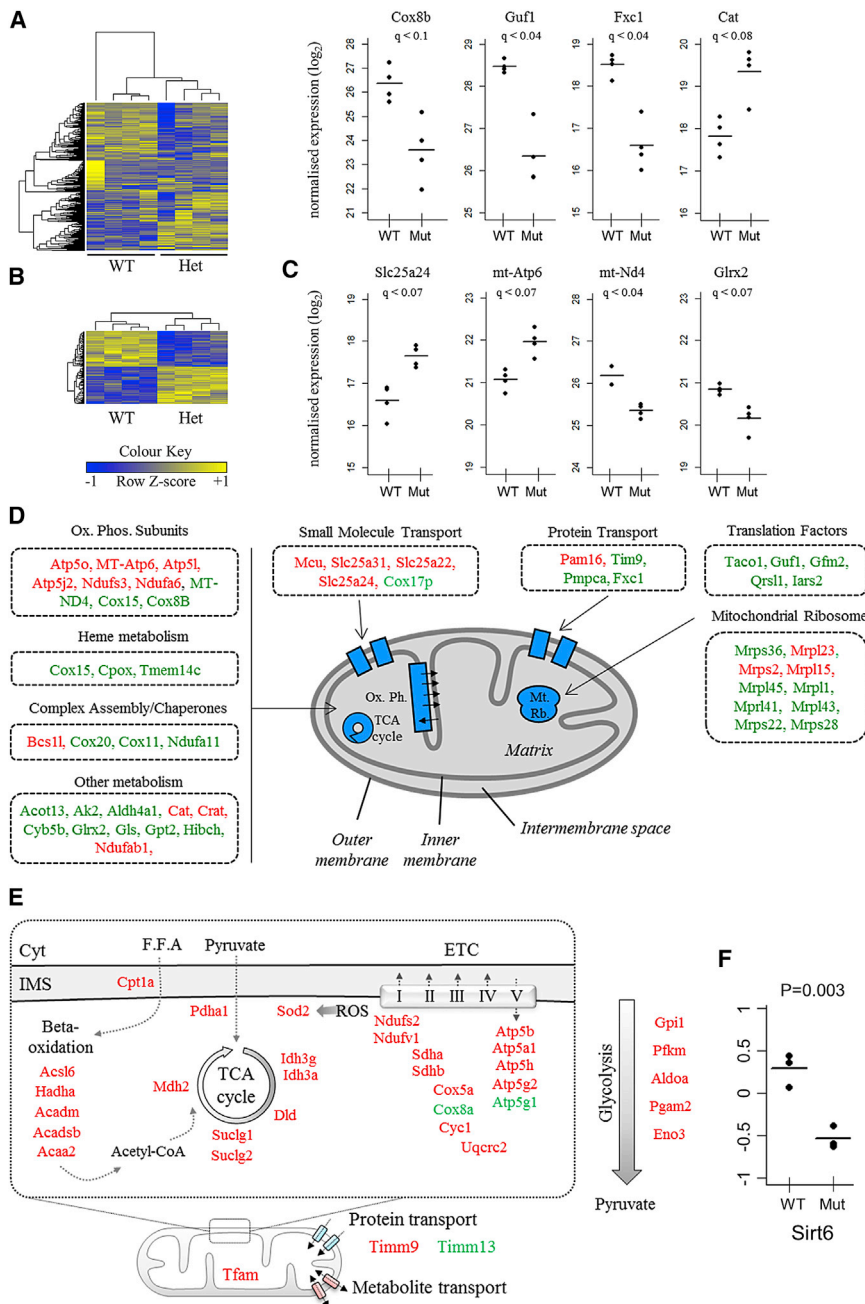 A
WT
Het
B
WT
Het
Colour Key
-1 Row Z-score +1
Cox8b
q < 0.1
Guf1
q < 0.04
Fxc1
q < 0.04
Cat
q < 0.08
normalised expression (log2)
28
27
26
25
24
23
22
21
WT Mut
29
28
27
26
25
WT Mut
19
18
17
16
15
WT Mut
20
19
18
17
16
WT Mut
C
Slc25a24
q < 0.07
mt-Atp6
q < 0.07
mt-Nd4
q < 0.04
Glrx2
q < 0.07
normalised expression (log2)
19
18
17
16
15
WT Mut
23
22
21
20
19
WT Mut
28
27
26
25
24
WT Mut
23
22
21
20
19
WT Mut
D
Ox. Phos. Subunits
Atp5o, MT-Atp6, Atp5l,
Atp5j2, Ndufs3, Ndufa6, MT-
ND4, Cox15, Cox8B
Heme metabolism
Cox15, Cpox, Tmem14c
Complex Assembly/Chaperones
Bcs1l, Cox20, Cox11, Ndufa11
Other metabolism
Acot13, Ak2, Aldh4a1, Cat, Crat,
Cyb5b, Glrx2, Gls, Gpt2, Hibch,
Ndufab1,
Small Molecule Transport
Mcu, Slc25a31, Slc25a22,
Slc25a24, Cox17p
Protein Transport
Pam16, Tim9,
Pmpca, Fxc1
Translation Factors
Taco1, Guf1, Gfm2,
Qrsl1, Iars2
Mitochondrial Ribosome
Mrps36, Mrpl23,
Mrps2, Mrpl15,
Mrpl45, Mrpl1,
Mprl41, Mrpl43,
Mrps22, Mrps28
Ox. Ph.
TCA
cycle
Mt.
Rb.
Matrix
Outer
membrane
Inner
membrane
Intermembrane space
E
Cyt
F.F.A
Pyruvate
ETC
IMS
Cpt1a
I II III IV V
Pdha1
Sod2
ROS
Beta-
oxidation
Acsl6
Hadha
Acadm
Acadsb
Acaa2
Acetyl-CoA
Mdh2
TCA
cycle
Idh3g
Idh3a
Dld
Suclg1
Suclg2
Ndufs2
Ndufv1
Sdha
Sdhb
Cox5a
Cox8a
Cyc1
Uqcrc2
Atp5b
Atp5a1
Atp5h
Atp5g2
Atp5g1
Glycolysis
Gpi1
Pfkm
Aldoa
Pgam2
Eno3
Pyruvate
Protein transport
Timm9 Timm13
Tfam
Metabolite transport
F
P=0.003
1
0.5
0
-0.5
-1
WT Mut
Sirt6